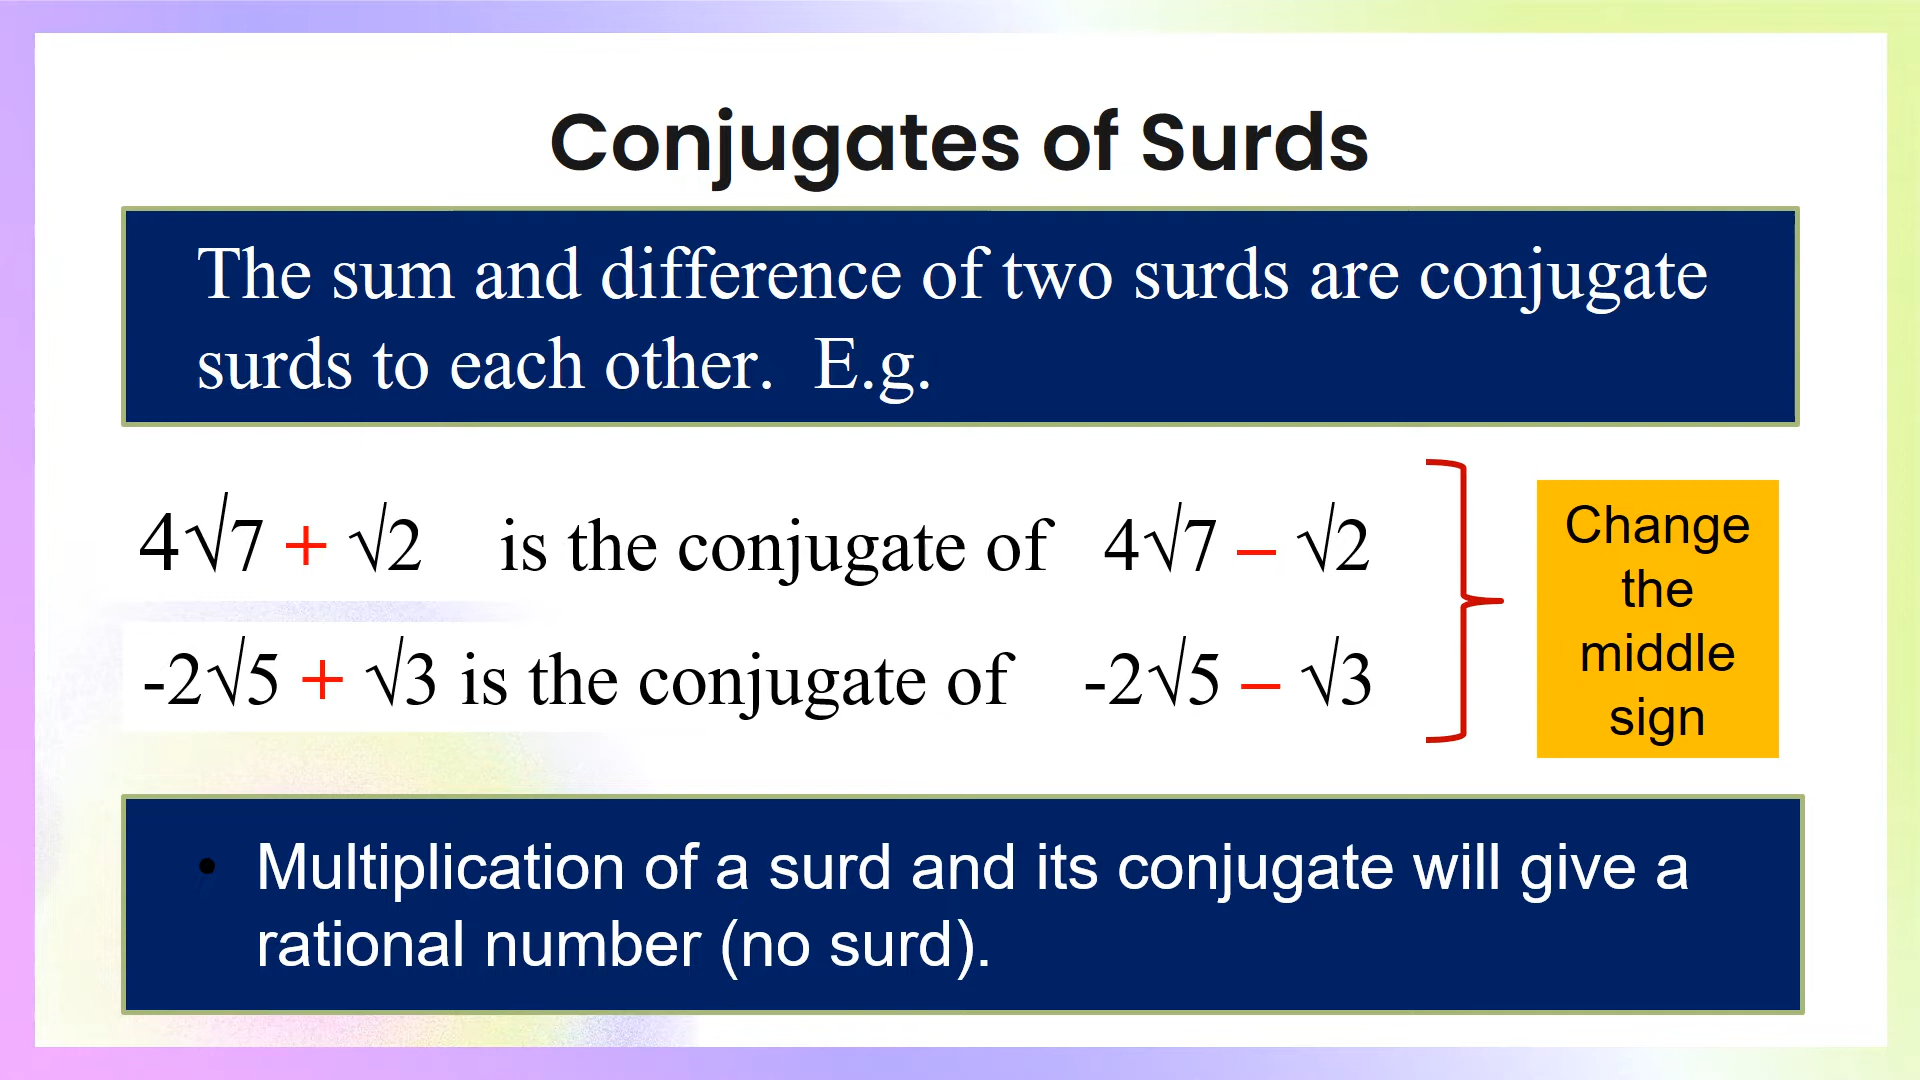 Conjugates of Surds
The sum and difference of two surds are conjugate
surds to each other. E.g.
4√7 + √2 is the conjugate of 4√7 – √2
-2√5 + √3 is the conjugate of -2√5 – √3
Change
the
middle
sign
• Multiplication of a surd and its conjugate will give a
rational number (no surd).